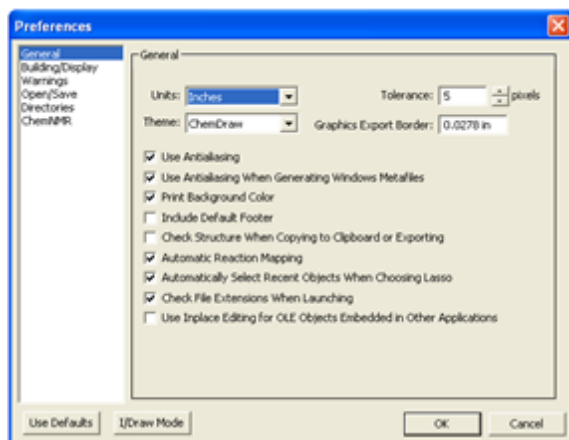 Preferences
General
Building/Display
Warnings
Open/Save
Directories
ChemNMR
General
Units: Inches Tolerance: 5 pixels
Theme: ChemDraw Graphics Export Border: 0.0278 in
Use Antialiasing
Use Antialiasing When Generating Windows Metafiles
Print Background Color
Include Default Footer
Check Structure When Copying to Clipboard or Exporting
Automatic Reaction Mapping
Automatically Select Recent Objects When Choosing Lasso
Check File Extensions When Launching
Use Inplace Editing for OLE Objects Embedded in Other Applications
Use Defaults I/Draw Mode OK Cancel